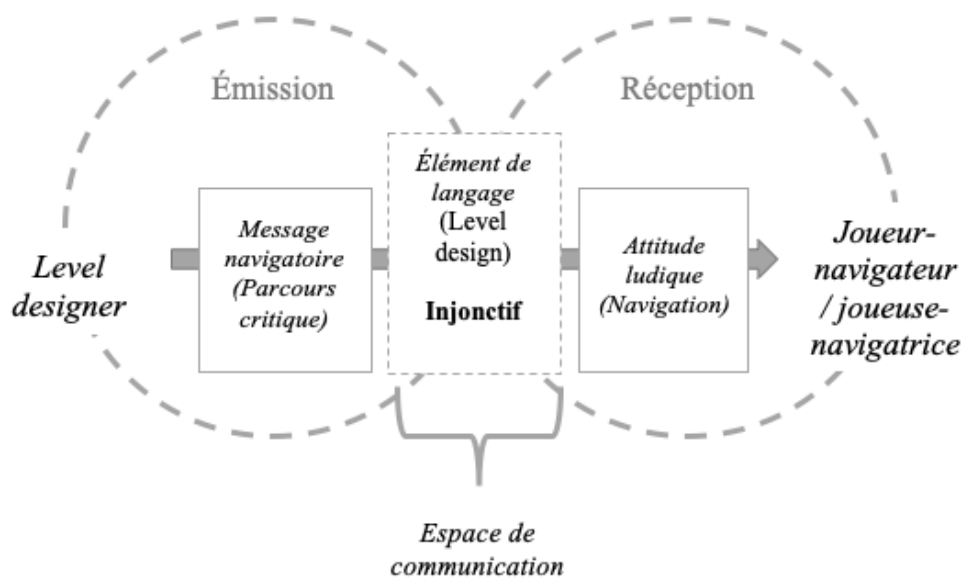 Émission
Réception
Level
designer
Message
navigatoire
(Parcours
critique)
Élément de
langage
(Level
design)
Injonctif
Attitude
ludique
(Navigation)
Joueur-
navigateur
/ joueuse-
navigatrice
Espace de
communication